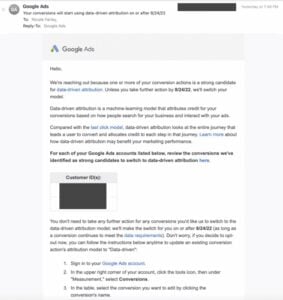 Google Ads
Yesterday at 7:58 PM
Your conversions will start using data-driven attribution on or after 8/24/22
To:
Reply-To: Google Ads
Google Ads
Hello,
We're reaching out because one or more of your conversion actions is a strong candidate
for data-driven attribution. Unless you take further action by 8/24/22, we'll switch your
model.
Data-driven attribution is a machine-learning model that attributes credit for your
conversions based on how people search for your business and interact with your ads.
Compared with the last click model, data-driven attribution looks at the entire journey that
leads a user to convert and allocates credit to each step in that journey. Learn more about
how data-driven attribution may benefit your marketing performance.
For each of your Google Ads accounts listed below, review the conversions we've
identified as strong candidates to switch to data-driven attribution here.
Customer ID(s):
You don't need to take any further action for any conversions you'd like us to switch to the
data-driven model: we'll make the switch for you on or after 8/24/22 (as long as
a conversion continues to meet the data requirements). Don't worry, if you decide to opt-
out now, you can follow the instructions below anytime to update an existing conversion
action's attribution model to "Data-driven":
1. Sign in to your Google Ads account.
2. In the upper right corner of your account, click the tools icon, then under
"Measurement," select Conversions.
3. In the table, select the conversion you want to edit by clicking the
conversion's name.